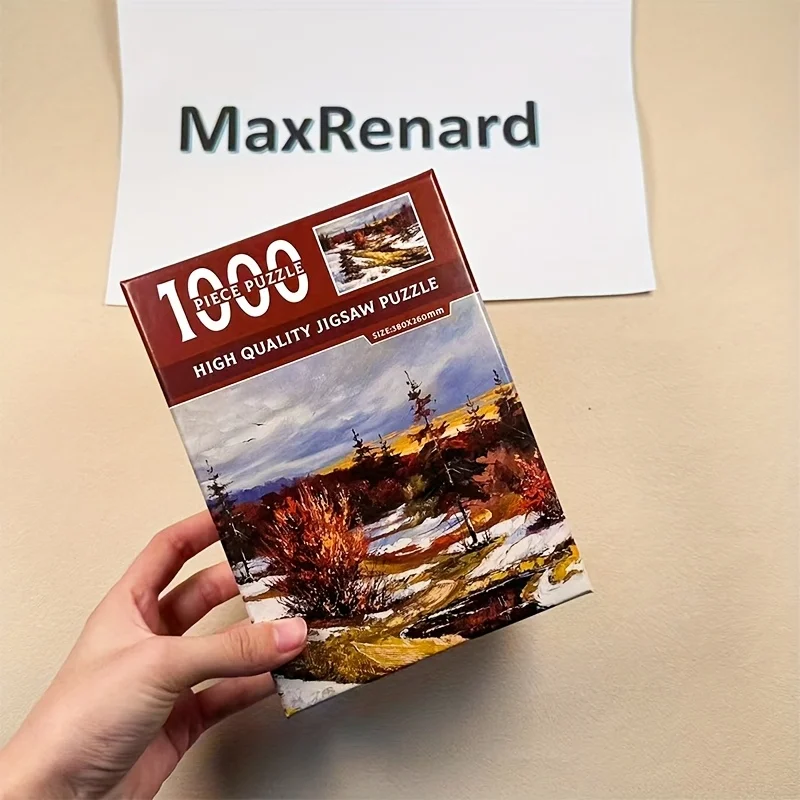 MaxRenard
1000
PIECE PUZZLE
HIGH QUALITY JIGSAW PUZZLE
SIZE:380X260mm